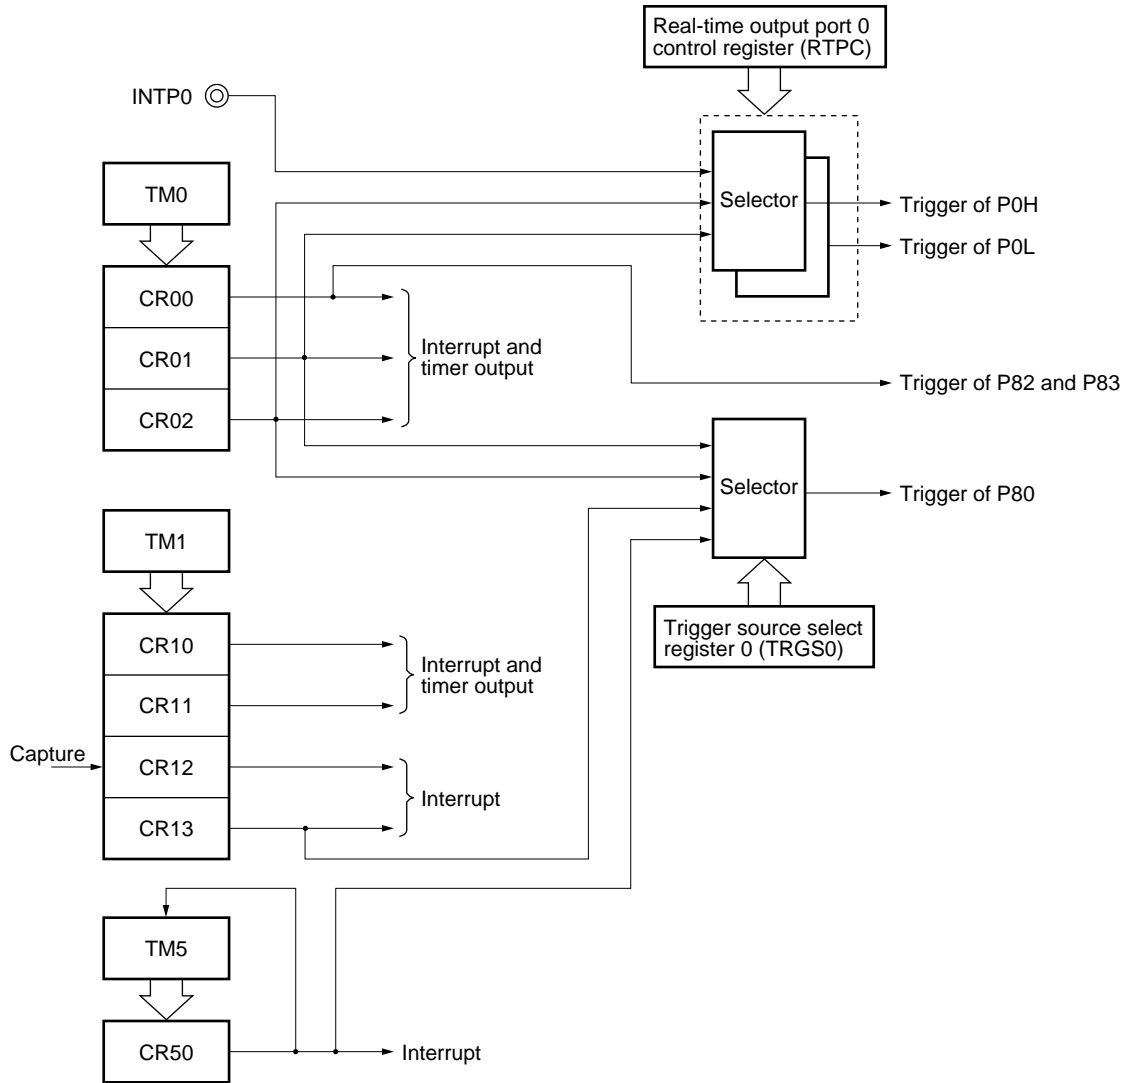 Real-time output port 0
control register (RTPC)
INTP0
TM0
Selector
Trigger of P0H
Trigger of P0L
CR00
CR01
CR02
Interrupt and
timer output
Trigger of P82 and P83
Selector
Trigger of P80
TM1
Trigger source select
register 0 (TRGS0)
CR10
CR11
Interrupt and
timer output
Capture
CR12
CR13
Interrupt
TM5
CR50
Interrupt